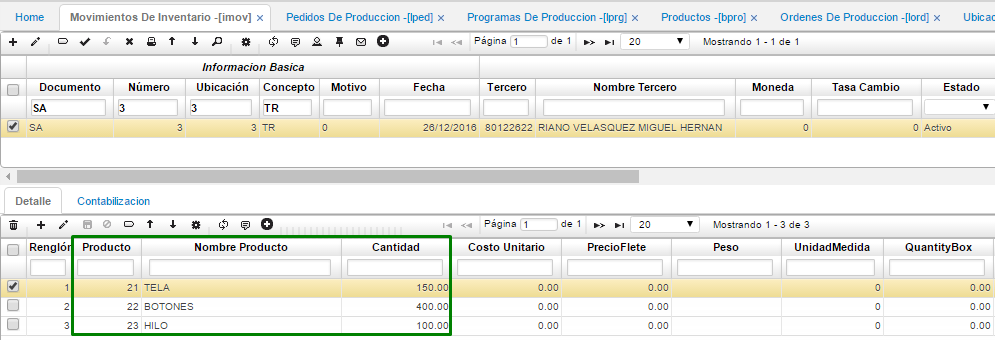 Home Movimientos De Inventario -[imov] × Pedidos De Produccion -[lped] × Programas De Produccion -[lprg] × Productos -[bpro] × Ordenes De Produccion -[lord] × Ubicac
Página 1 de 1 20 Mostrando 1 - 1 de 1
Informacion Basica
Documento Número Ubicación Concepto Motivo Fecha Tercero Nombre Tercero Moneda Tasa Cambio Estado
SA 3 3 TR
SA 3 3 TR 0 26/12/2016 80122622 RIANO VELASQUEZ MIGUEL HERNAN 0 0 Activo
Detalle Contabilizacion
Página 1 de 1 20 Mostrando 1 - 3 de 3
Renglón Producto Nombre Producto Cantidad Costo Unitario PrecioFlete Peso UnidadMedida QuantityBox
1 21 TELA 150.00 0.00 0.00 0 0.00
2 22 BOTONES 400.00 0.00 0.00 0 0.00
3 23 HILO 100.00 0.00 0.00 0 0.00